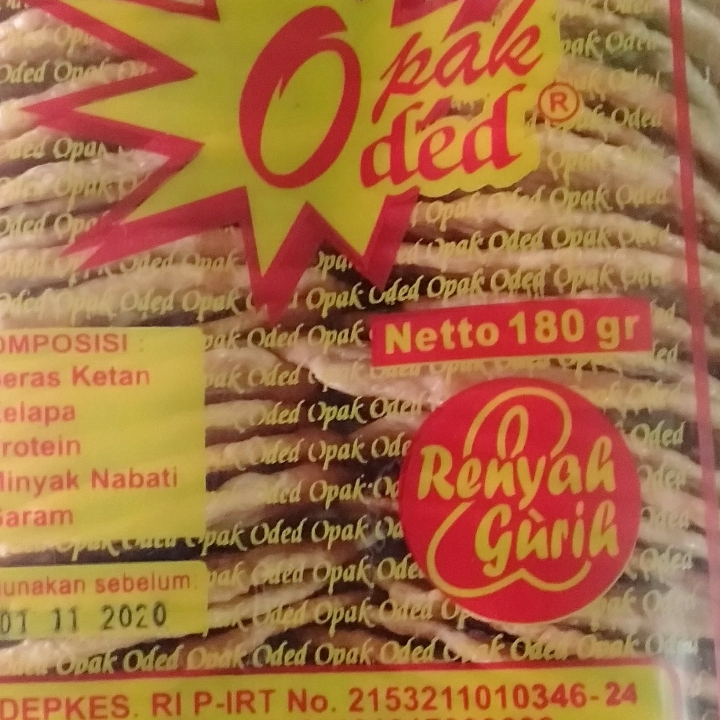 Opak
Oded ®
Netto 180 gr
OMPOSISI :
eras Ketan
elapa
rotein
inyak Nabati
aram
Renyah
Gùrih
unakan sebelum:
01 11 2020
DEPKES. RI P-IRT No. 2153211010346-24